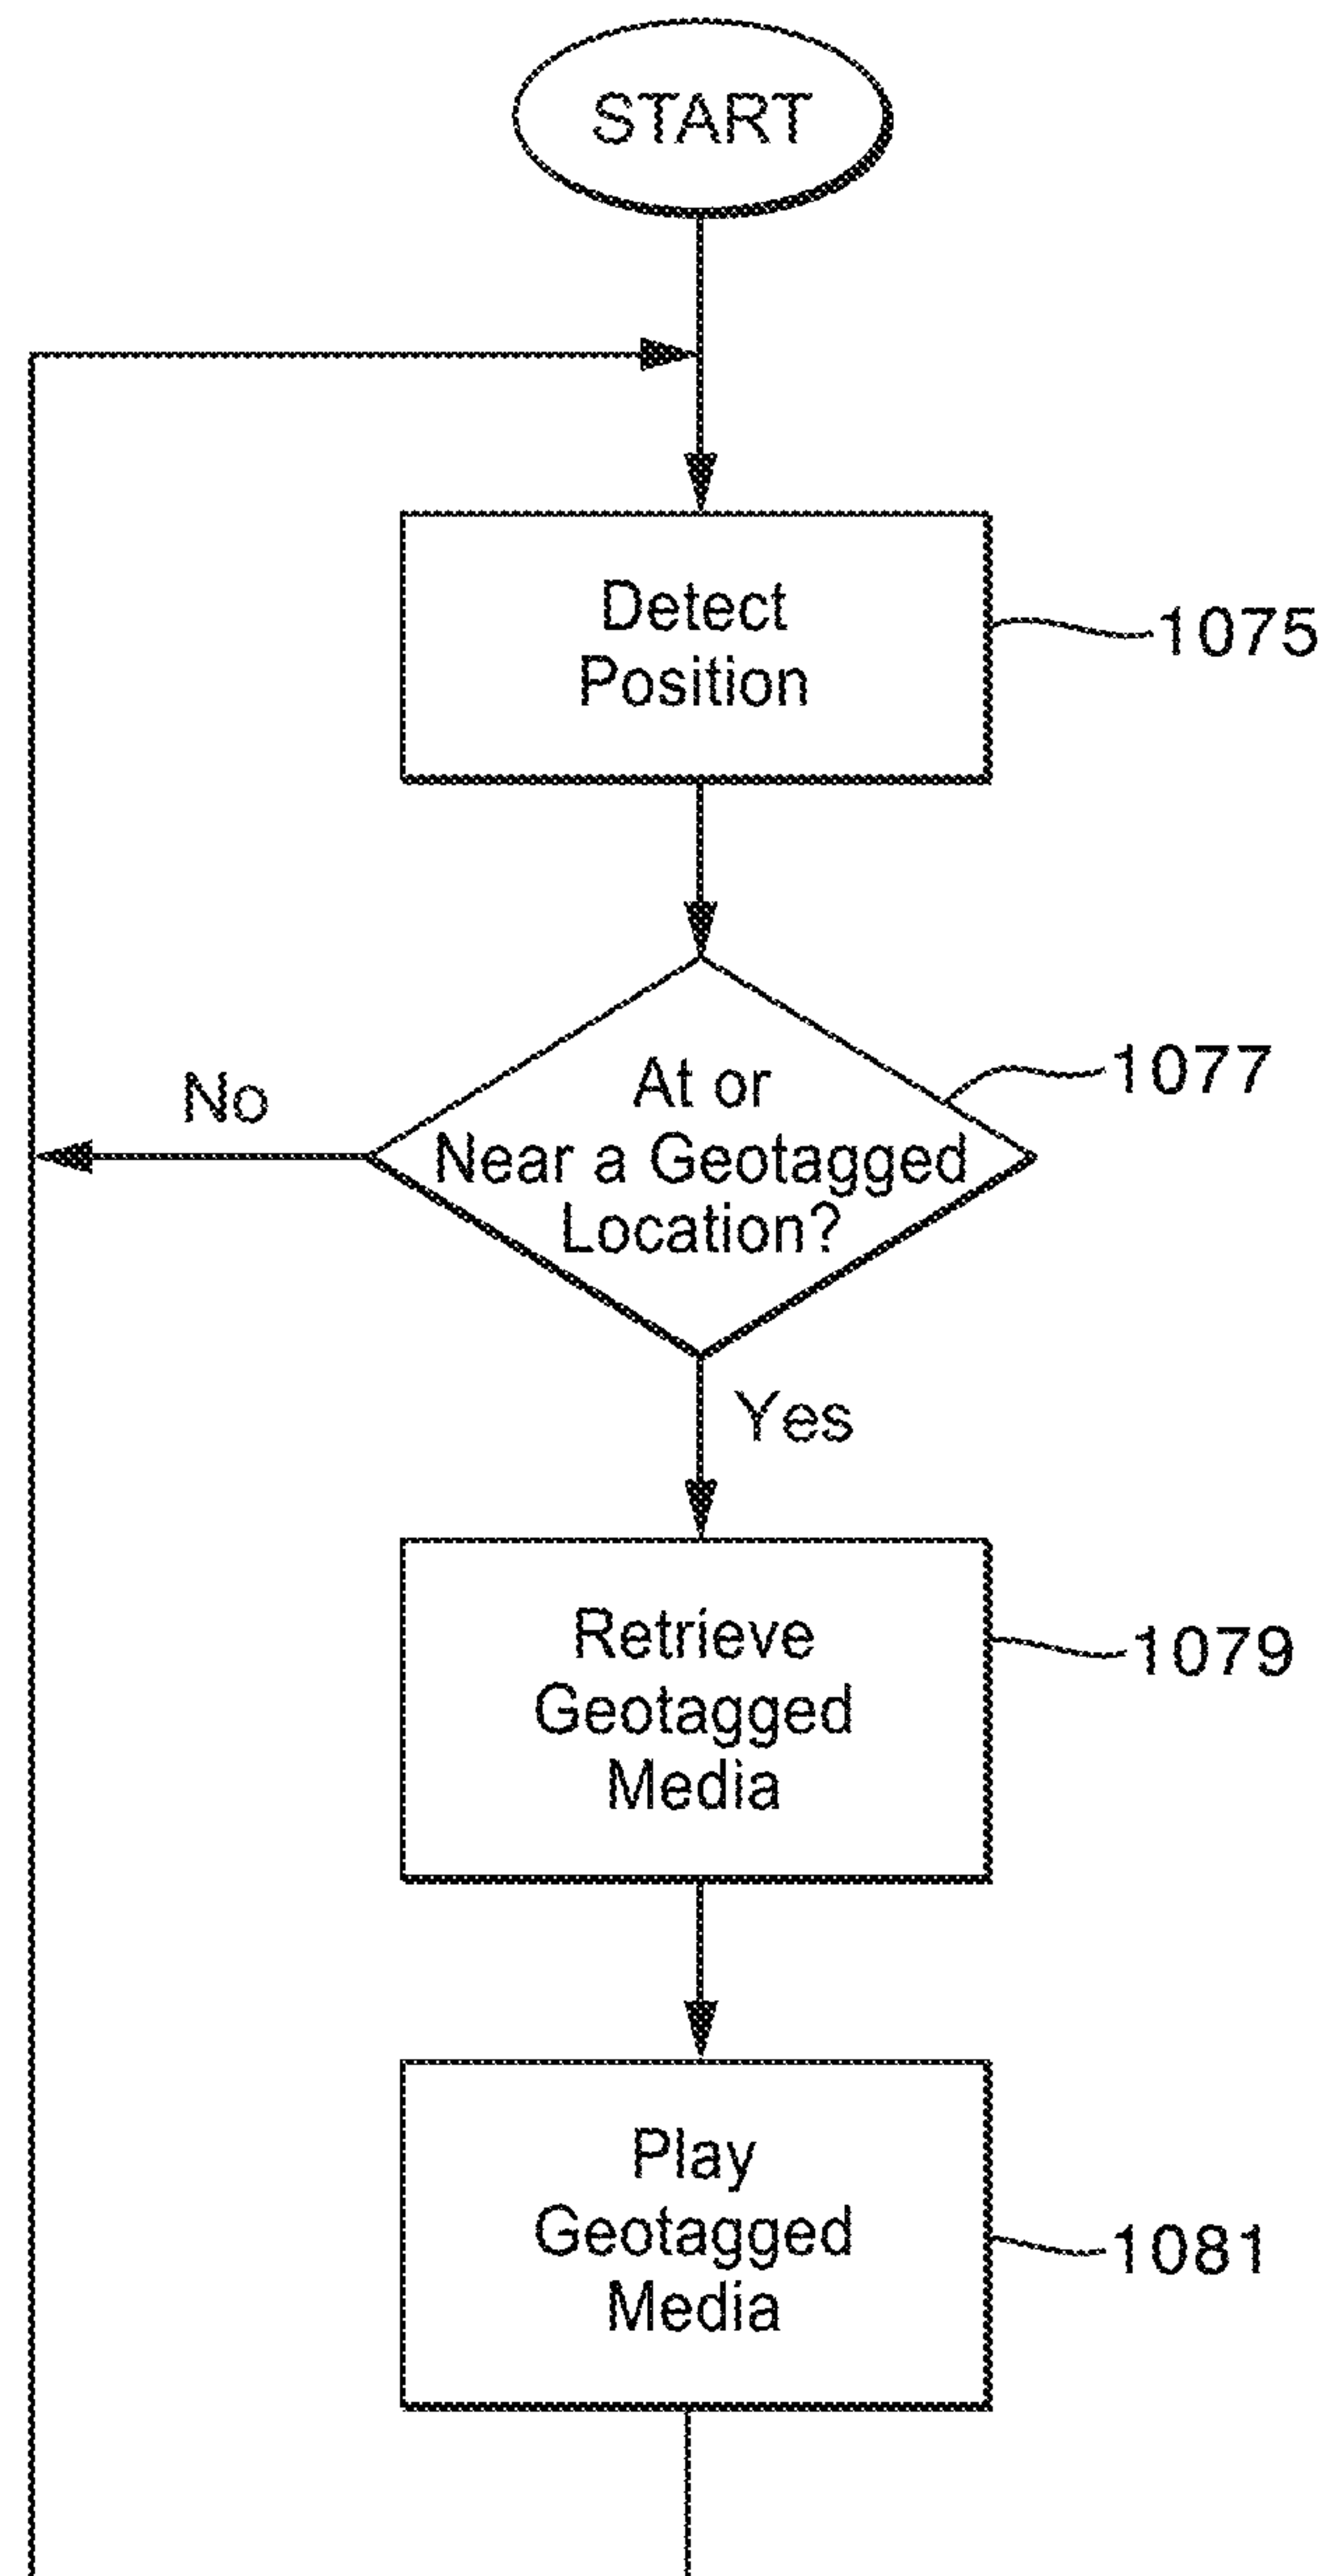 START
Detect
Position
1075
At or
Near a Geotagged
Location?
1077
No
Yes
Retrieve
Geotagged
Media
1079
Play
Geotagged
Media
1081